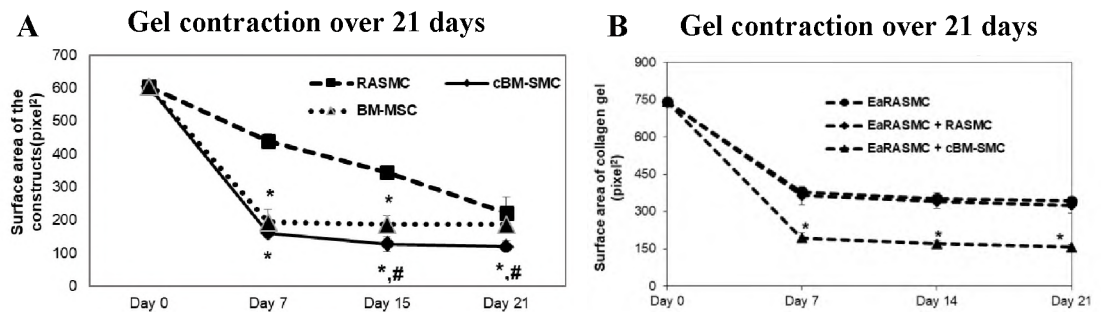 A
Gel contraction over 21 days
Surface area of the
constructs(pixel²)
700
600
500
400
300
200
100
0
RASMC
cBM-SMC
BM-MSC
*
*
*
*,#
*,#
Day 0
Day 7
Day 15
Day 21
B
Gel contraction over 21 days
Surface area of collagen gel
(pixel²)
900
750
600
450
300
150
0
EaRASMC
EaRASMC + RASMC
EaRASMC + cBM-SMC
*
*
*
Day 0
Day 7
Day 14
Day 21